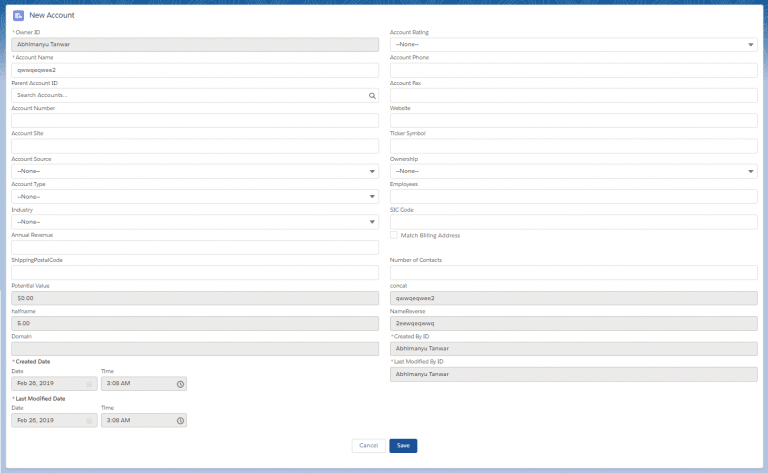 New Account
* Owner ID
Abhimanyu Tanwar
Account Rating
--None--
* Account Name
qwwqeqwee2
Account Phone
Parent Account ID
Search Accounts...
Account Fax
Account Number
Website
Account Site
Ticker Symbol
Account Source
--None--
Ownership
--None--
Account Type
--None--
Employees
Industry
--None--
SIC Code
Annual Revenue
Match Billing Address
ShippingPostalCode
Number of Contacts
Potential Value
$0.00
concat
qwwqeqwee2
halfname
5.00
NameReverse
2eewqeqwwq
Domain
* Created By ID
Abhimanyu Tanwar
* Created Date
Date Time
Feb 26, 2019 3:08 AM
* Last Modified By ID
Abhimanyu Tanwar
* Last Modified Date
Date Time
Feb 26, 2019 3:08 AM
Cancel Save